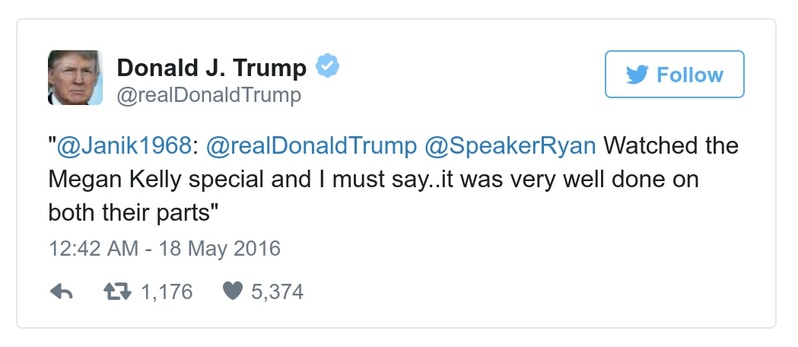 Donald J. Trump
Follow
@realDonaldTrump
"@Janik1968: @realDonaldTrump @SpeakerRyan Watched the
Megan Kelly special and I must say..it was very well done on
both their parts"
12:42 AM - 18 May 2016
1,176 5,374